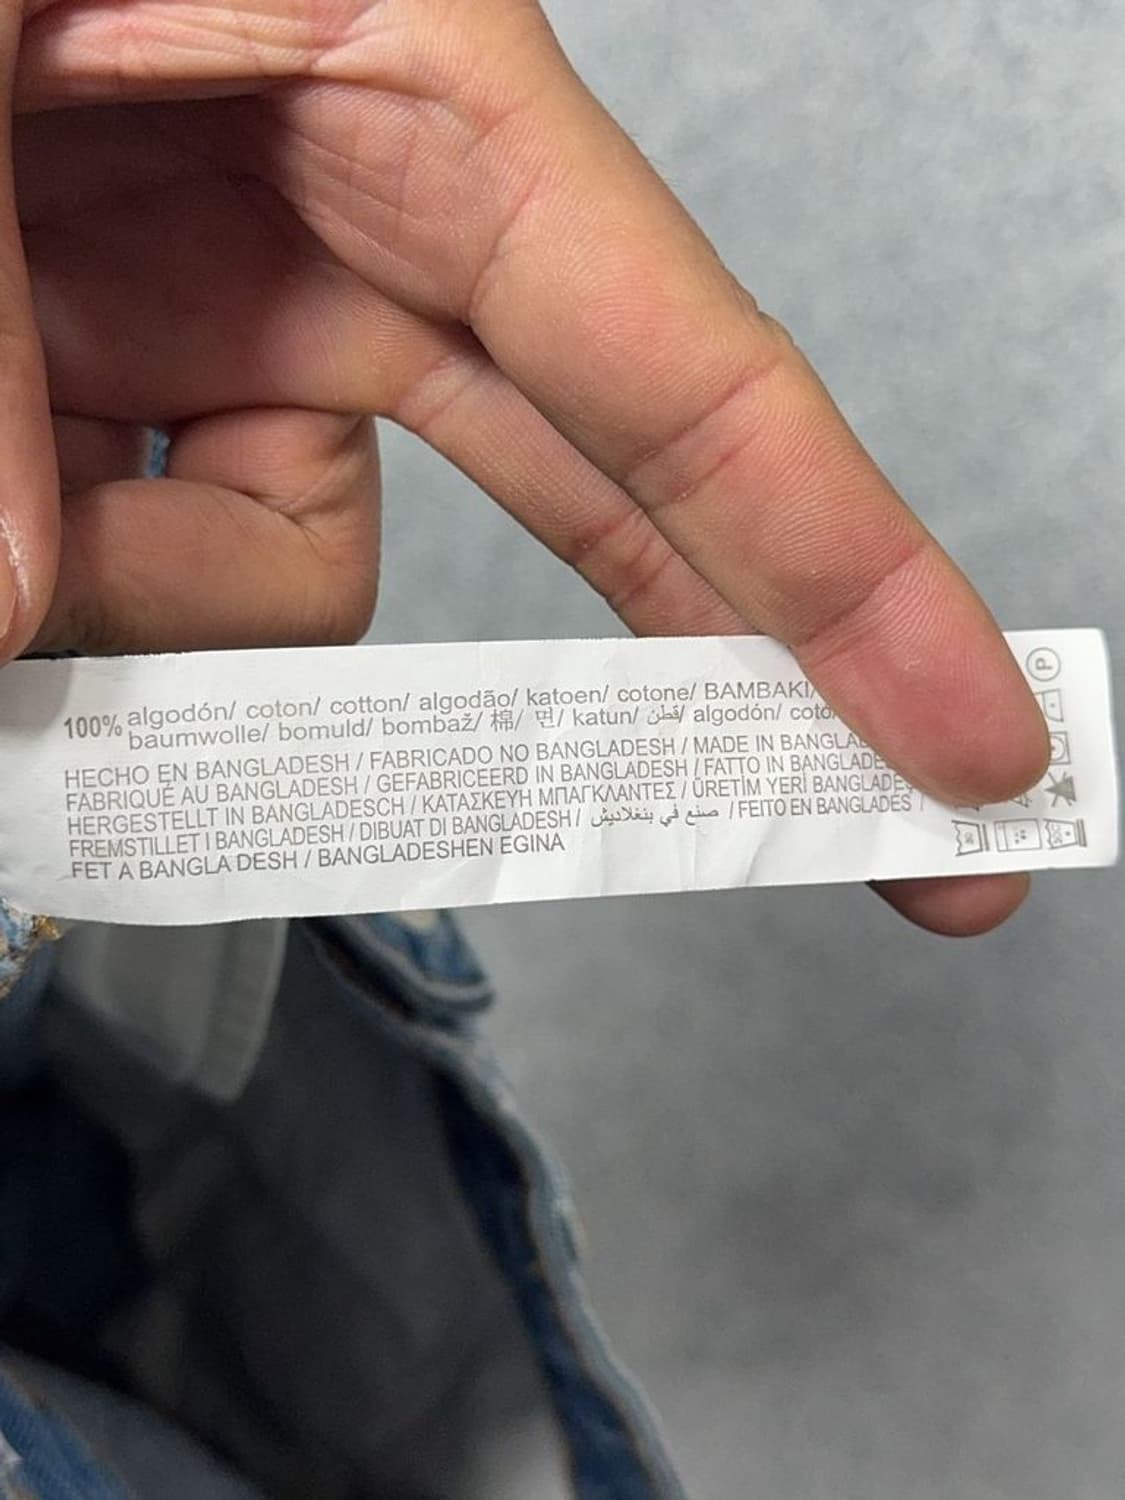 100% algodón/ coton/ cotton/ algodão/ katoen/ cotone/ BAMBAKI/
baumwolle/ bomuld/ bombaž/ 棉/ 면/ katun/ قطن/ algodón/
HECHO EN BANGLADESH / FABRICADO NO BANGLADESH / MADE IN
FABRIQUÉ AU BANGLADESH / GEFABRICEERD IN BANGLADESH / FATTO IN
HERGESTELLT IN BANGLADESCH / ΚΑΤΑΣΚΕΥΗ ΜΠΑΓΚΛΑΝΤΕΣ / ÜRETİM YERİ BANGLADEŞ
FREMSTILLET I BANGLADESH / DIBUAT DI BANGLADESH / صنع في بنغلاديش / FEITO EN BANGLADÉS /
FET A BANGLA DESH / BANGLADESHEN EGINA
P